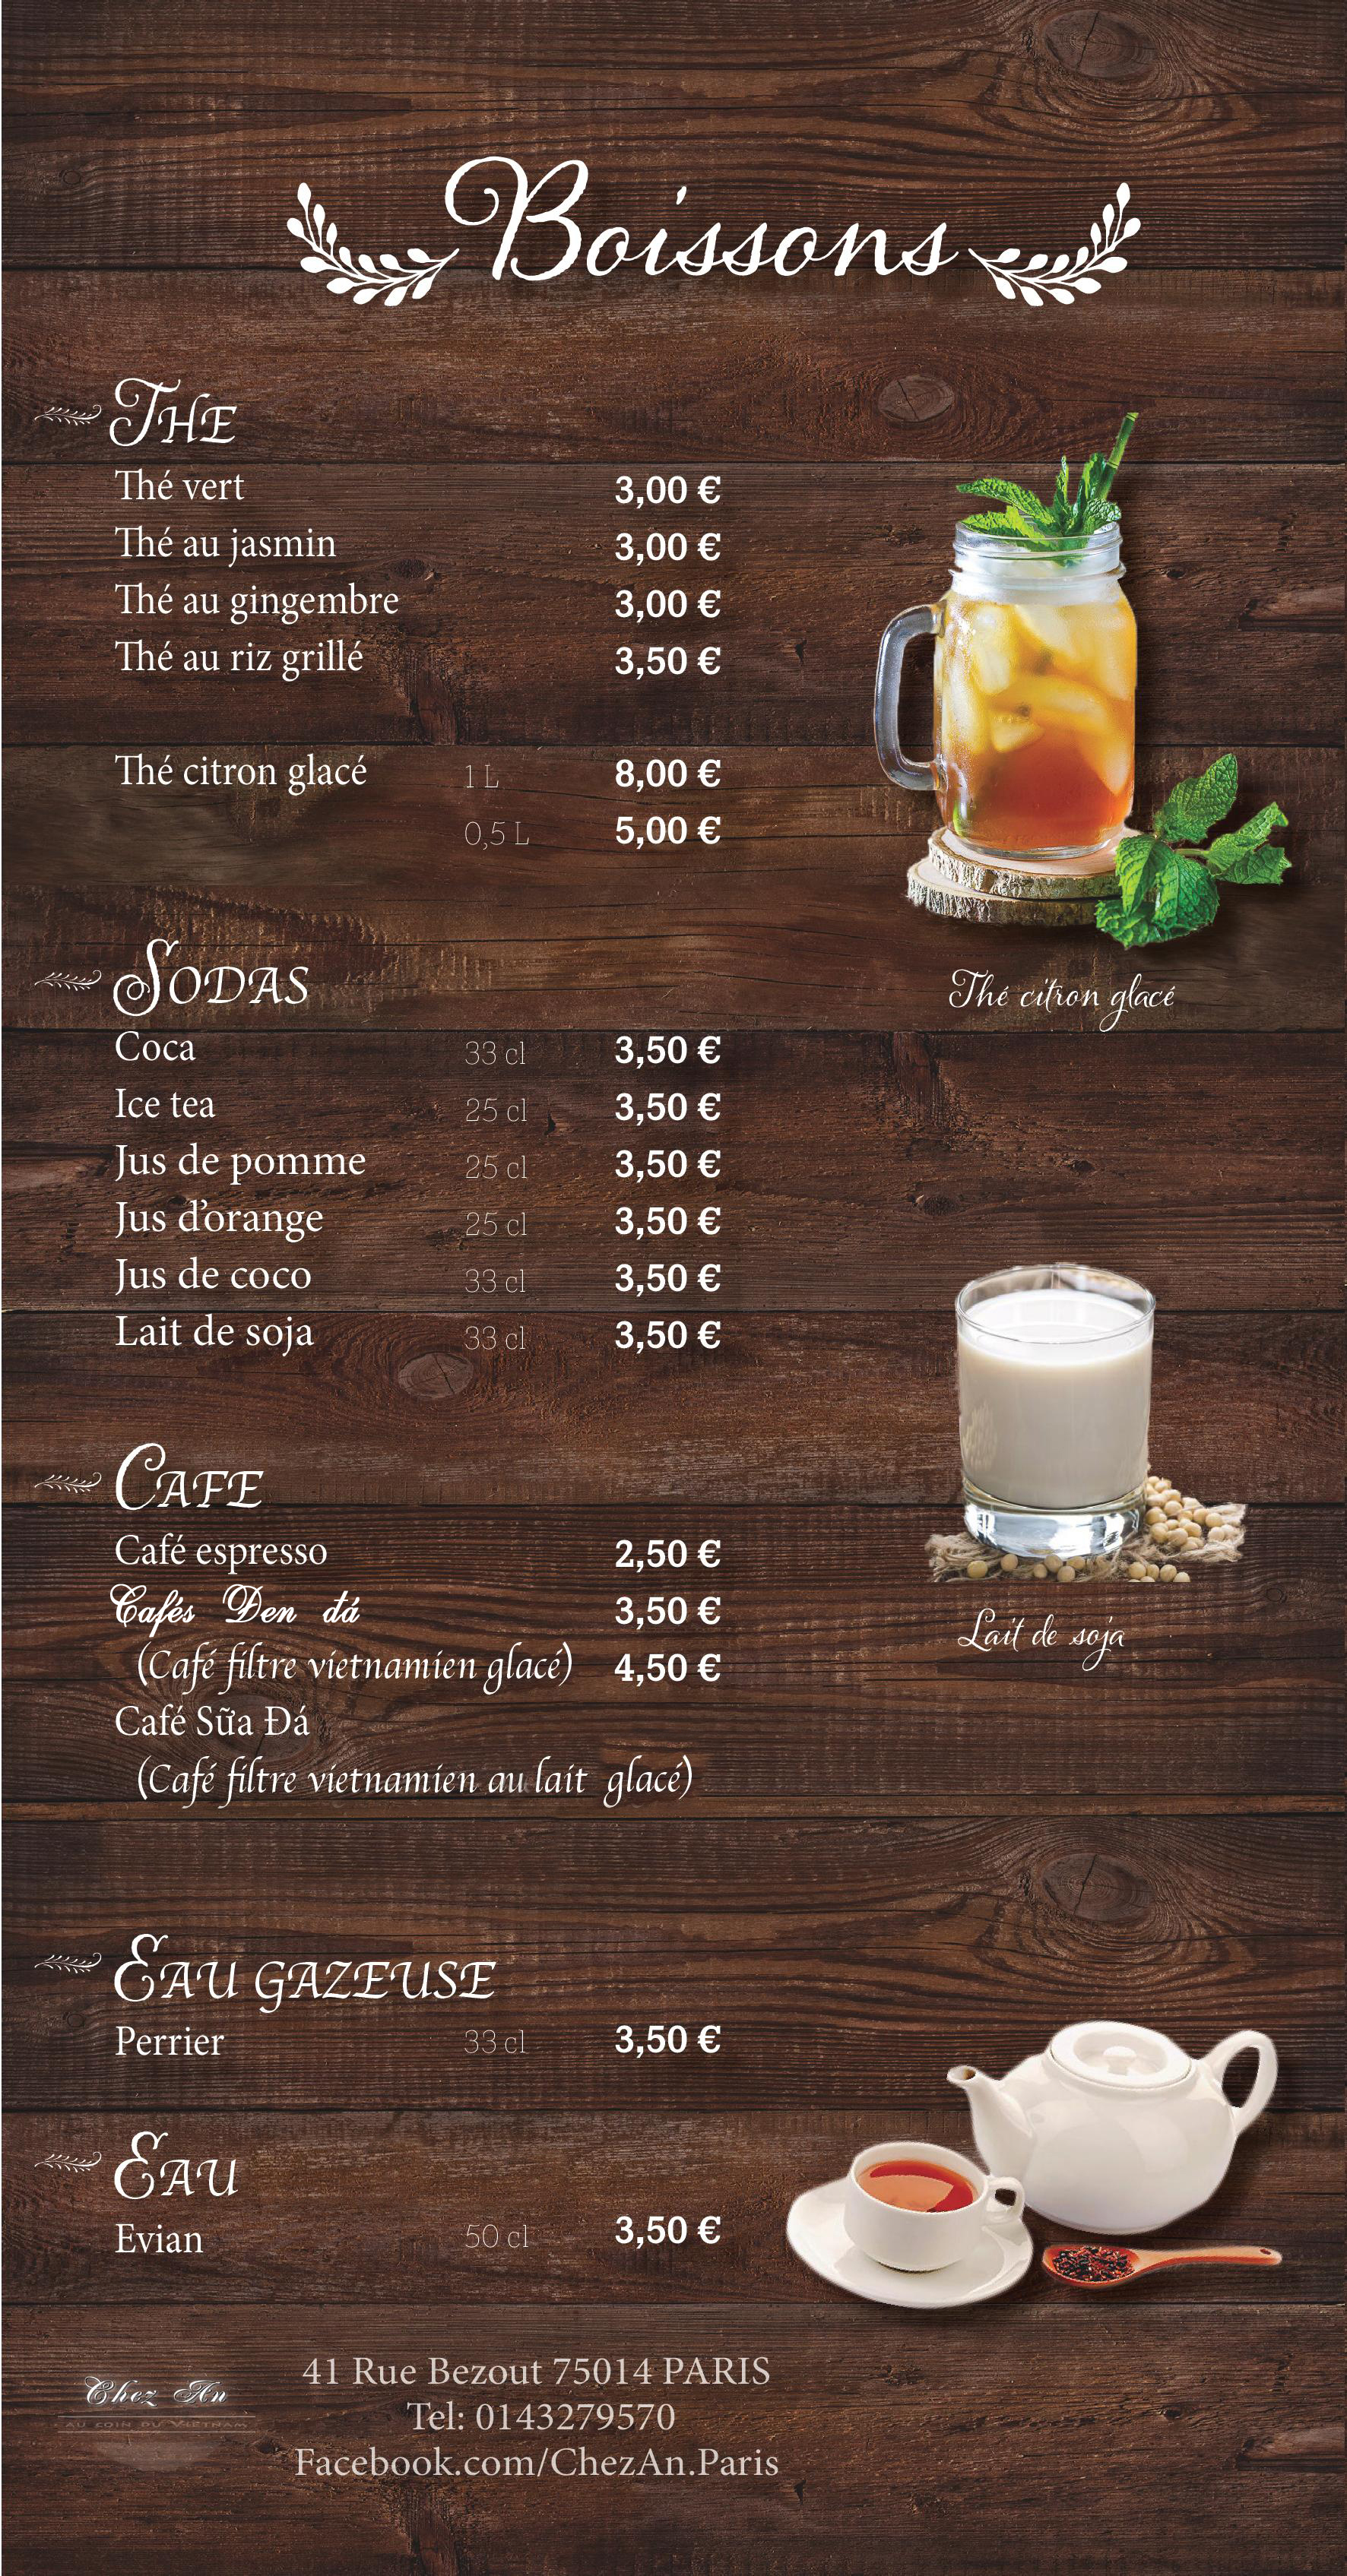 Boissons
THE
Thé vert 3,00 €
Thé au jasmin 3,00 €
Thé au gingembre 3,00 €
Thé au riz grillé 3,50 €
Thé citron glacé 1 L 8,00 €
0,5 L 5,00 €
Thé citron glacé
SODAS
Coca 33 cl 3,50 €
Ice tea 25 cl 3,50 €
Jus de pomme 25 cl 3,50 €
Jus d’orange 25 cl 3,50 €
Jus de coco 33 cl 3,50 €
Lait de soja 33 cl 3,50 €
Lait de soja
CAFE
Café espresso 2,50 €
Cafés Den đá 3,50 €
(Café filtre vietnamien glacé) 4,50 €
Café Sữa Đá
(Café filtre vietnamien au lait glacé)
EAU GAZEUSE
Perrier 33 cl 3,50 €
EAU
Evian 50 cl 3,50 €
Chez An
AU COIN DU VIETNAM
41 Rue Bezout 75014 PARIS
Tel: 0143279570
Facebook.com/ChezAn.Paris